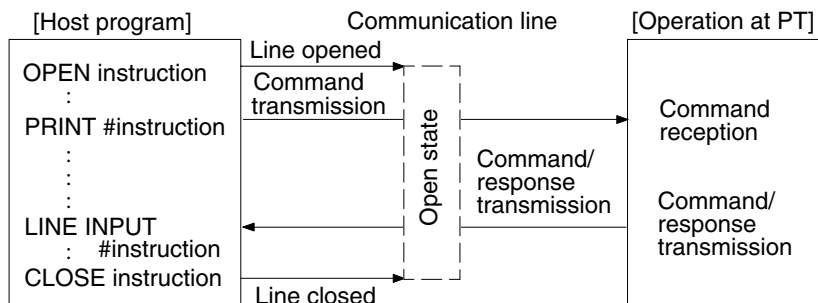 [Host program]
Communication line
[Operation at PT]
OPEN instruction
:
PRINT #instruction
:
:
:
:
LINE INPUT
: #instruction
CLOSE instruction
Line opened
Command
transmission
Line closed
Open state
Command/
response
transmission
Command
reception
Command/
response
transmission